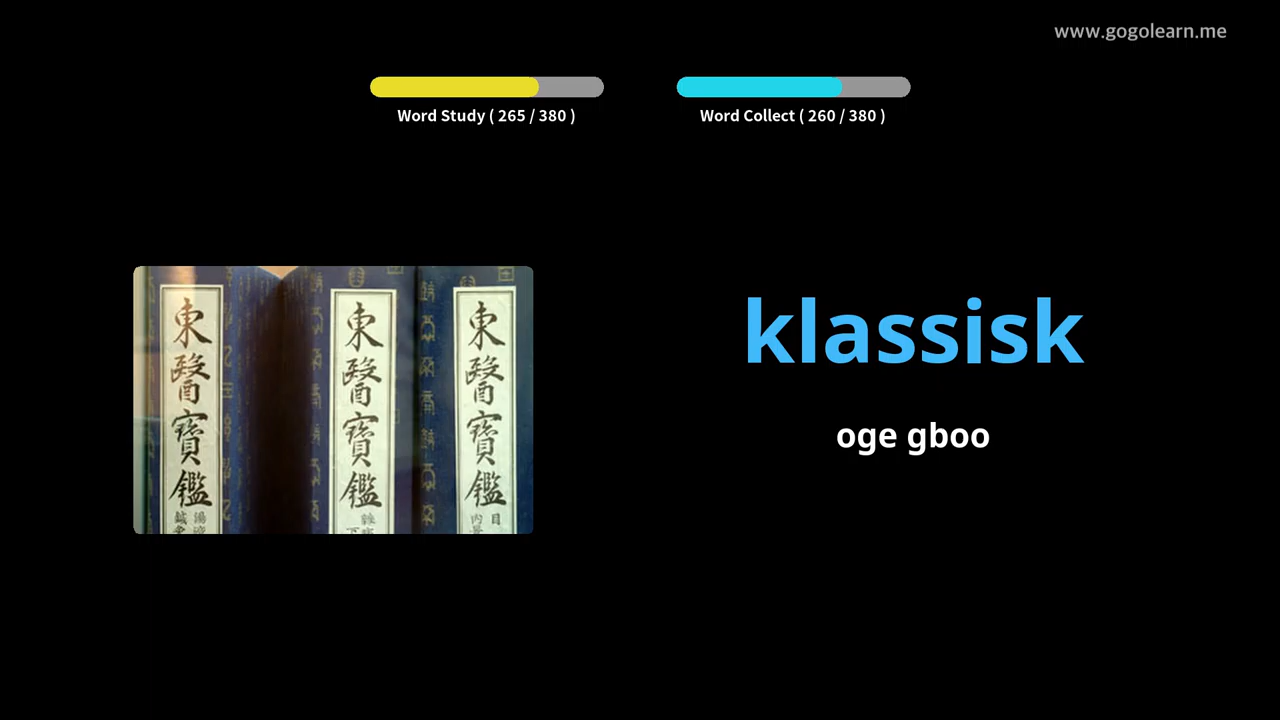 www.gogolearn.me
Word Study ( 265 / 380 )
Word Collect ( 260 / 380 )
東醫寶鑑
東醫寶鑑
東醫寶鑑
klassisk
oge gboo